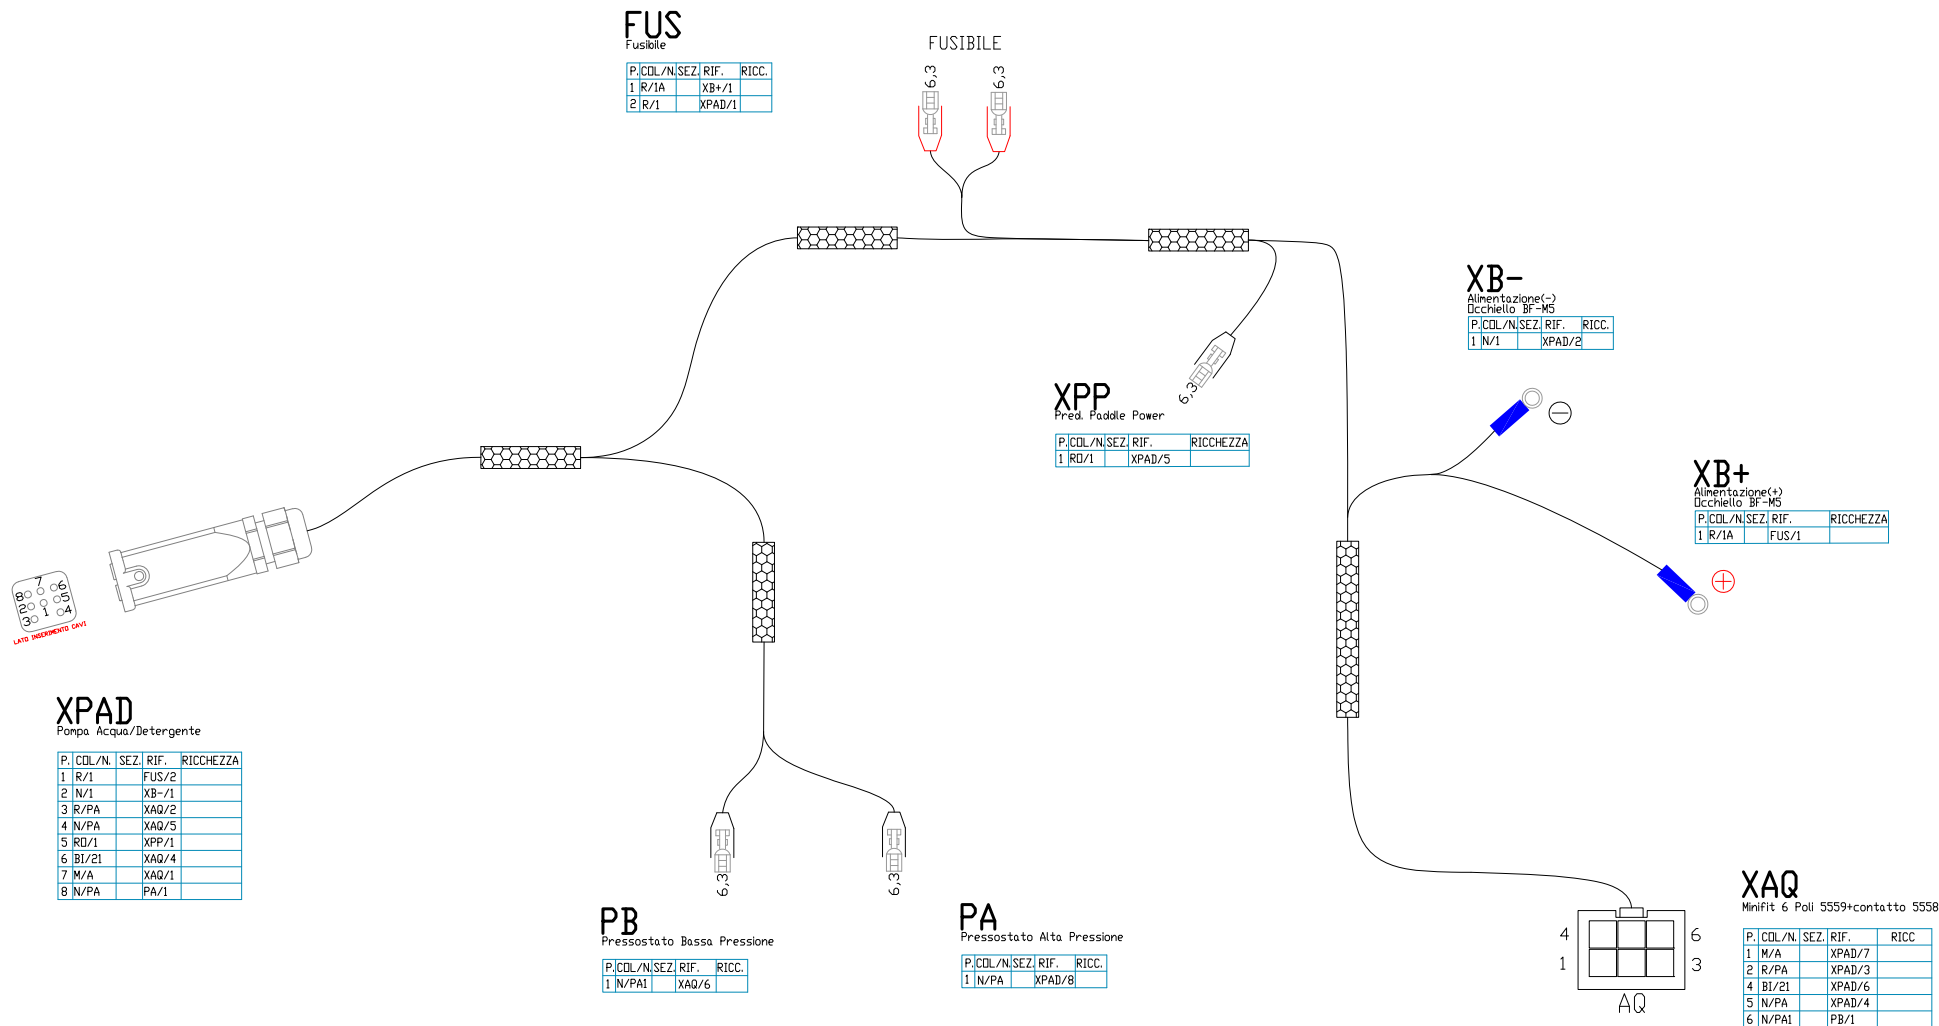 FUS
Fusibile
P. COL/N. SEZ. RIF. RICC.
1 R/1A XB+/1
2 R/1 XPAD/1
FUSIBILE
6,3 6,3
XB-
Alimentazione(-)
Occhiello BF-M5
P. COL/N. SEZ. RIF. RICC.
1 N/1 XPAD/2
XPP
Pred. Paddle Power
P. COL/N. SEZ. RIF. RICCHEZZA
1 RO/1 XPAD/5
6,3
XB+
Alimentazione(+)
Occhiello BF-M5
P. COL/N. SEZ. RIF. RICCHEZZA
1 R/1A FUS/1
7
8 6
2 1 5
3 4
LATO INSERIMENTO CAVI
XPAD
Pompa Acqua/Detergente
P. COL/N. SEZ. RIF. RICCHEZZA
1 R/1 FUS/2
2 N/1 XB-/1
3 R/PA XAQ/2
4 N/PA XAQ/5
5 RO/1 XPP/1
6 BI/21 XAQ/4
7 M/A XAQ/1
8 N/PA PA/1
6,3 6,3
PB
Pressostato Bassa Pressione
P. COL/N. SEZ. RIF. RICC.
1 N/PA1 XAQ/6
PA
Pressostato Alta Pressione
P. COL/N. SEZ. RIF. RICC.
1 N/PA XPAD/8
4 6
1 3
AQ
XAQ
Minifit 6 Poli 5559+contatto 5558
P. COL/N. SEZ. RIF. RICC
1 M/A XPAD/7
2 R/PA XPAD/3
4 BI/21 XPAD/6
5 N/PA XPAD/4
6 N/PA1 PB/1